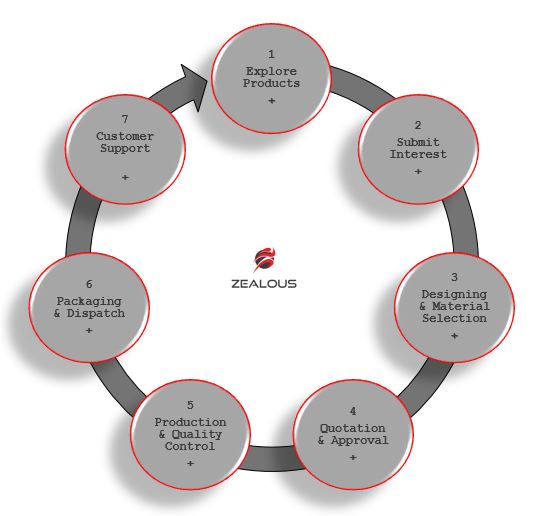 1
Explore
Products
+
2
Submit
Interest
+
3
Designing
& Material
Selection
+
4
Quotation
& Approval
+
5
Production
& Quality
Control
+
6
Packaging
& Dispatch
+
7
Customer
Support
+
ZEALOUS